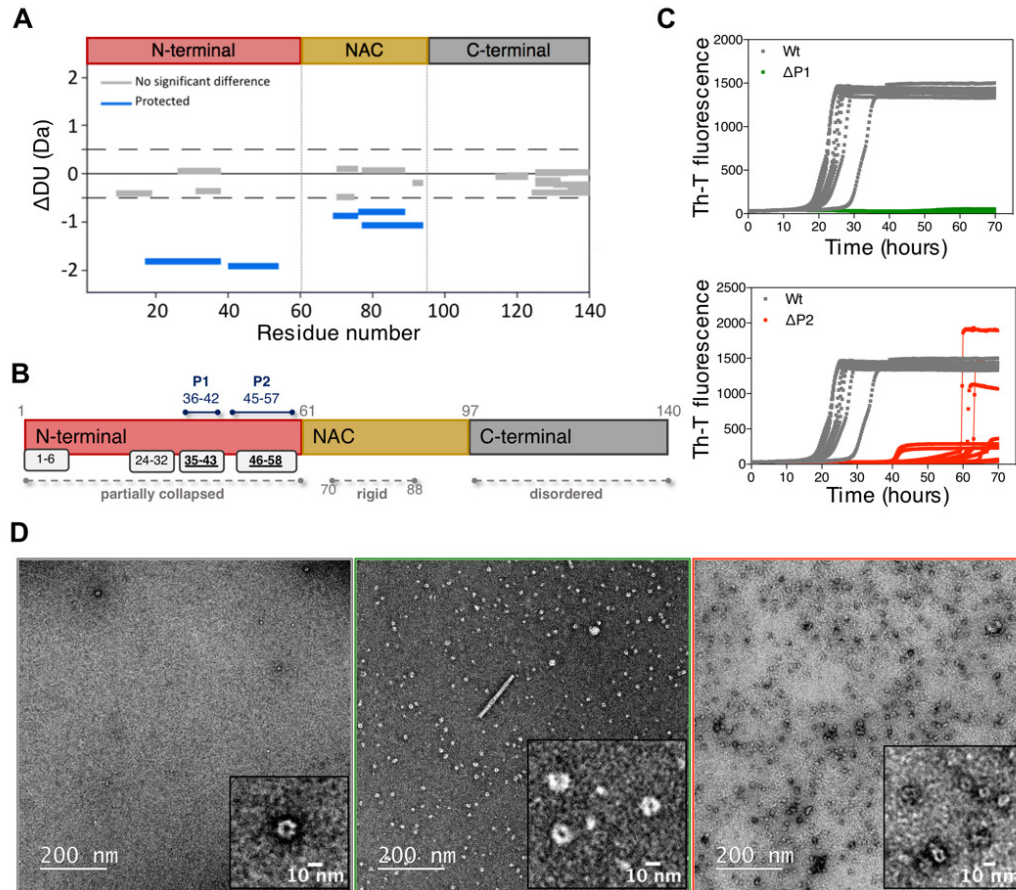 A
N-terminal NAC C-terminal
No significant difference
Protected
2
1
0
-1
-2
ΔDU (Da)
20 40 60 80 100 120 140
Residue number
B
P1 P2
36-42 45-57
1 61 97 140
N-terminal NAC C-terminal
1-6 24-32 35-43 46-58
partially collapsed 70 rigid 88 disordered
C
Wt
ΔP1
2000
1500
1000
500
0
Th-T fluorescence
0 10 20 30 40 50 60 70
Time (hours)
Wt
ΔP2
2500
2000
1500
1000
500
0
Th-T fluorescence
0 10 20 30 40 50 60 70
Time (hours)
D
200 nm 10 nm
200 nm 10 nm
200 nm 10 nm